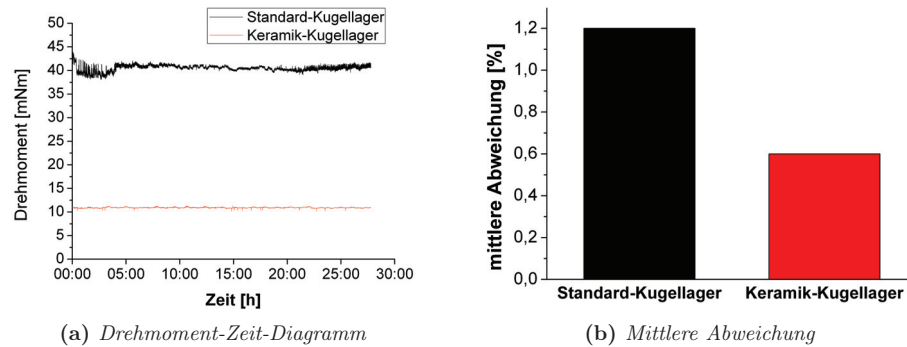 Standard-Kugellager
Keramik-Kugellager
Drehmoment [mNm]
50
45
40
35
30
25
20
15
10
5
0
00:00 05:00 10:00 15:00 20:00 25:00 30:00
Zeit [h]
(a) Drehmoment-Zeit-Diagramm
mittlere Abweichung [%]
1,2
1,0
0,8
0,6
0,4
0,2
0,0
Standard-Kugellager Keramik-Kugellager
(b) Mittlere Abweichung